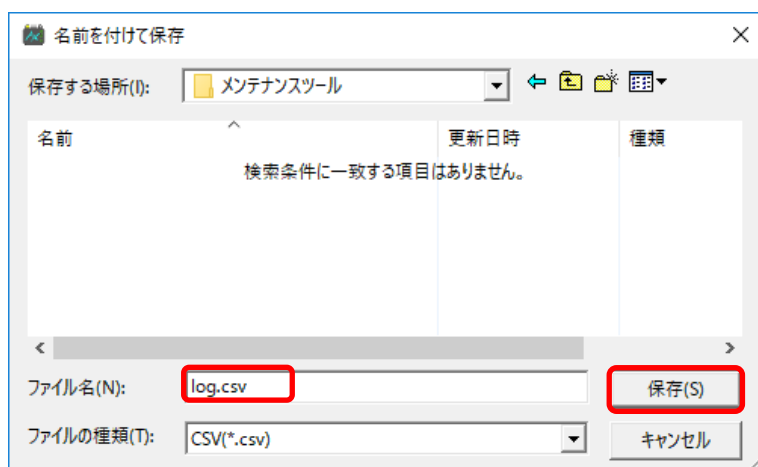 名前を付けて保存
保存する場所(I): メンテナンスツール
名前 更新日時 種類
検索条件に一致する項目はありません。
ファイル名(N): log.csv 保存(S)
ファイルの種類(T): CSV(*.csv) キャンセル